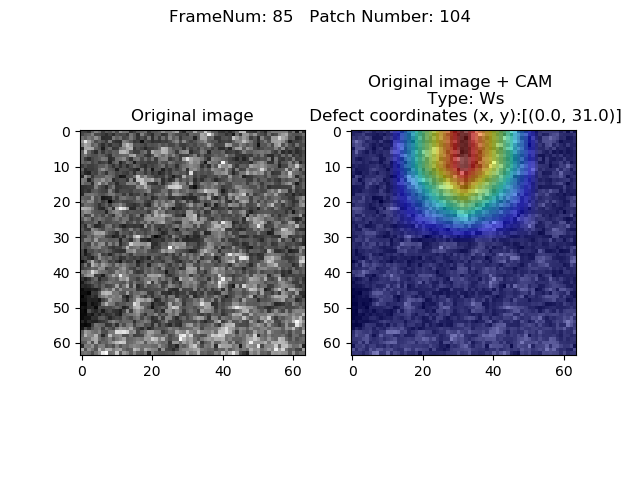 FrameNum: 85   Patch Number: 104
Original image
Original image + CAM
Type: Ws
Defect coordinates (x, y):[(0.0, 31.0)]
0
10
20
30
40
50
60
0 20 40 60
0
10
20
30
40
50
60
0 20 40 60